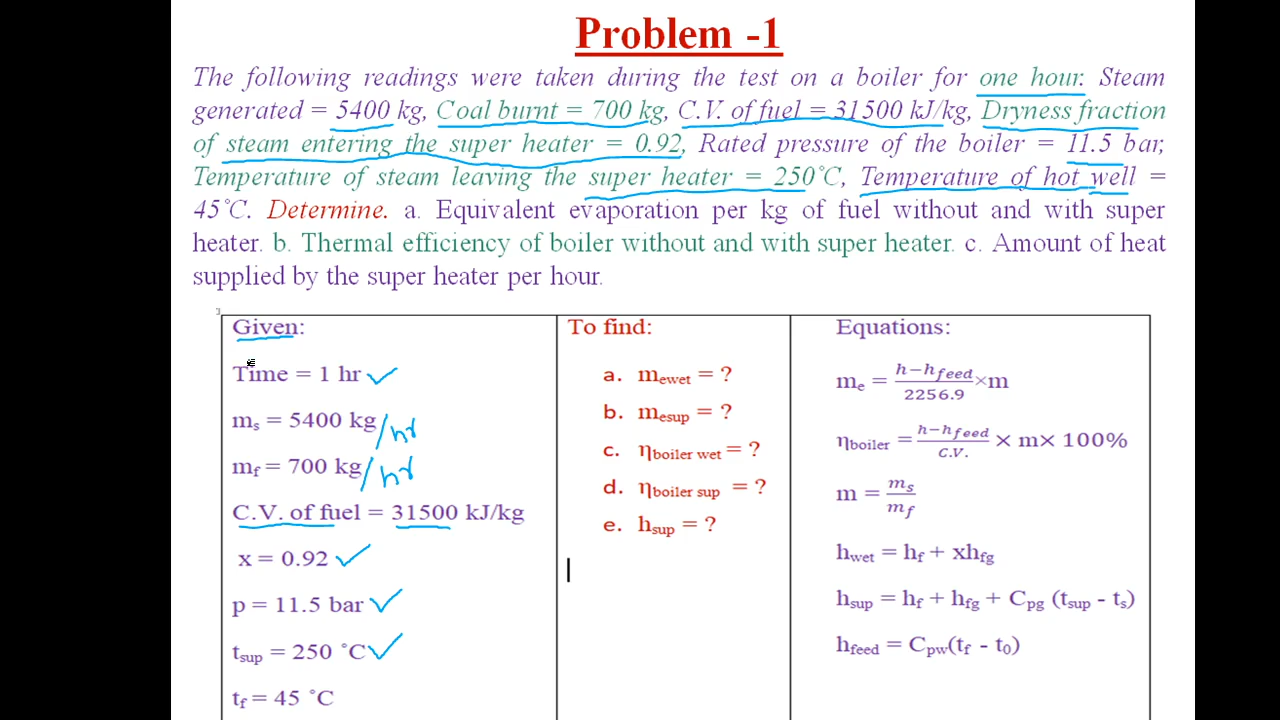 Problem -1
The following readings were taken during the test on a boiler for one hour: Steam
generated = 5400 kg, Coal burnt = 700 kg, C.V. of fuel = 31500 kJ/kg, Dryness fraction
of steam entering the super heater = 0.92, Rated pressure of the boiler = 11.5 bar,
Temperature of steam leaving the super heater = 250˚C, Temperature of hot well =
45˚C. Determine. a. Equivalent evaporation per kg of fuel without and with super
heater. b. Thermal efficiency of boiler without and with super heater. c. Amount of heat
supplied by the super heater per hour.
Given:
Time = 1 hr
mₛ = 5400 kg/hr
m_f = 700 kg/hr
C.V. of fuel = 31500 kJ/kg
x = 0.92
p = 11.5 bar
t_sup = 250 ˚C
t_f = 45 ˚C
To find:
a. m_ewet = ?
b. m_esup = ?
c. η_boiler wet = ?
d. η_boiler sup = ?
e. h_sup = ?
Equations:
m_e = (h−h_feed)/2256.9 ×m
η_boiler = (h−h_feed)/C.V. × m× 100%
m = m_s/m_f
h_wet = h_f + xh_fg
h_sup = h_f + h_fg + C_pg (t_sup - t_s)
h_feed = C_pw(t_f - t_0)